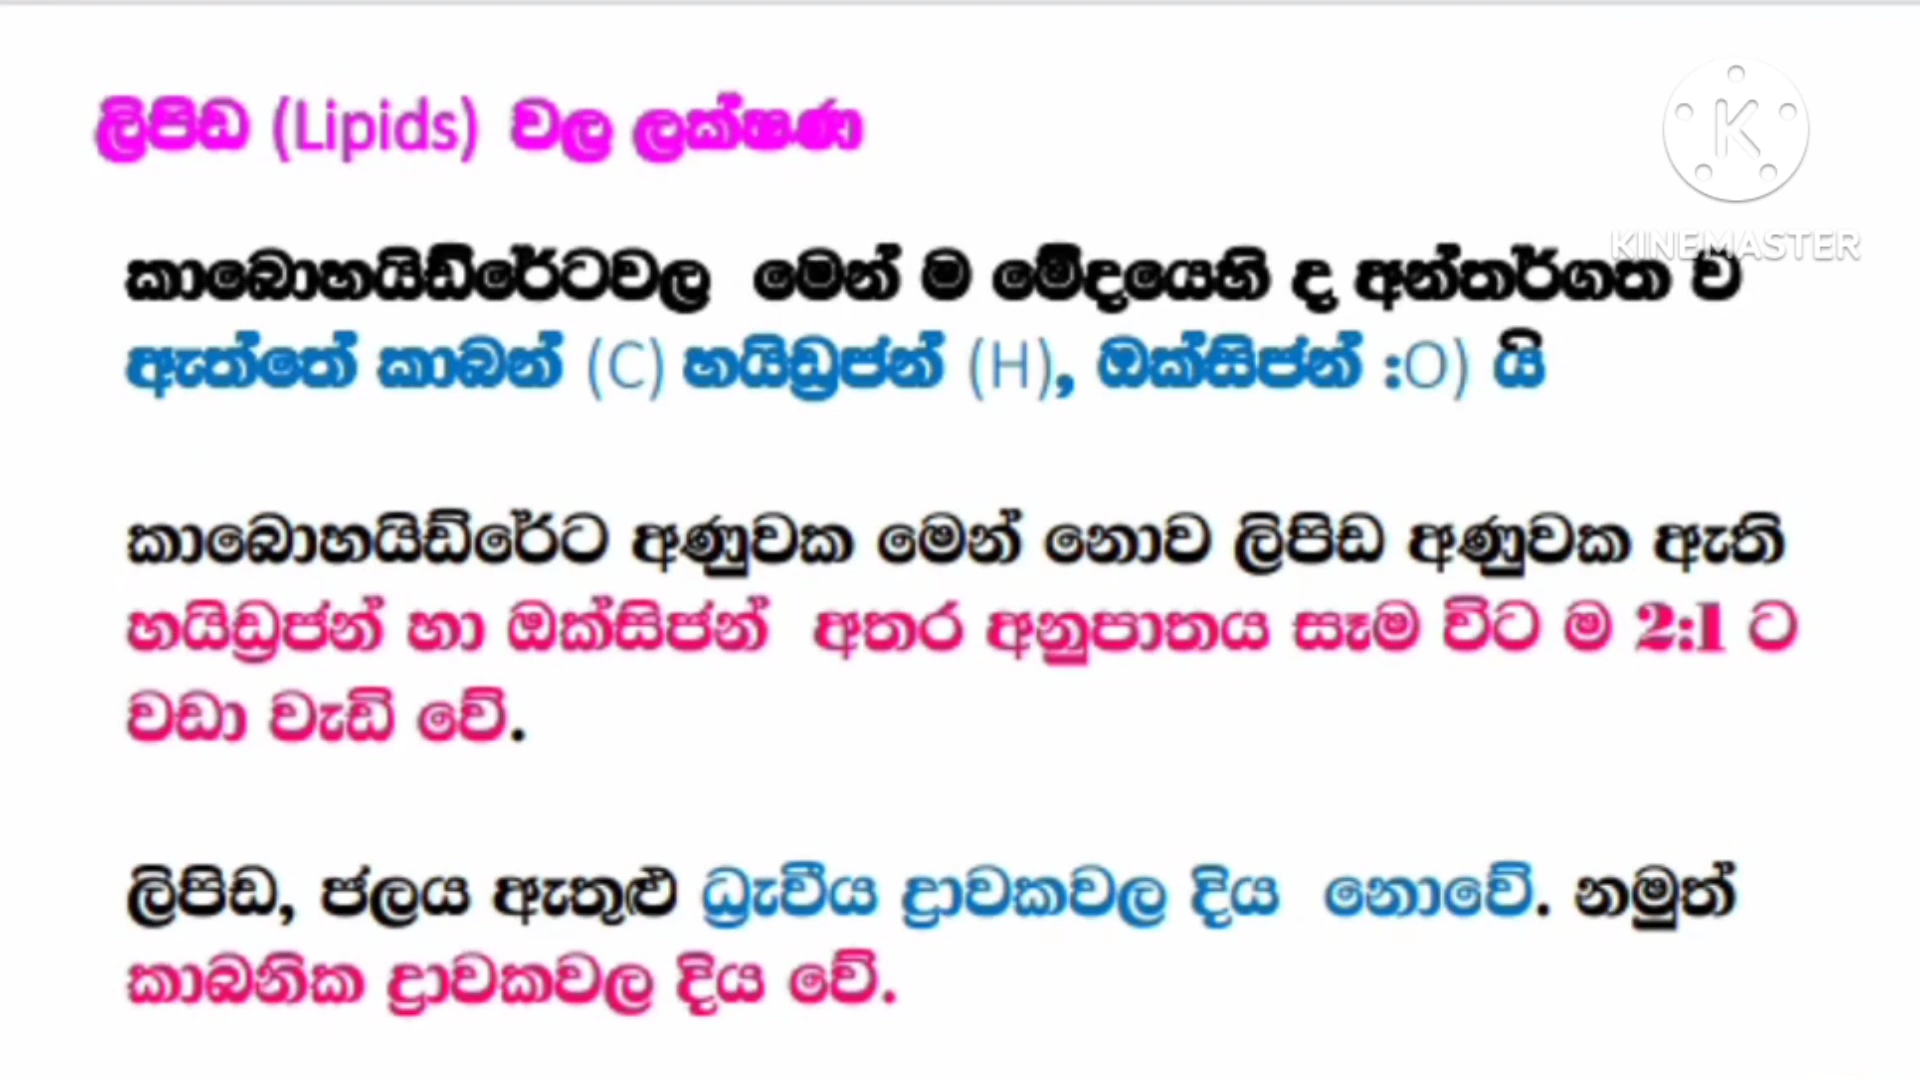 ලිපිඩ (Lipids) වල ලක්ෂණ
KINEMASTER
කාබොහයිඩ්රේටවල මෙන් ම මේදයෙහි ද අන්තර්ගත ව
ඇත්තේ කාබන් (C) හයිඩ්‍රජන් (H), ඔක්සිජන් :O) යි
කාබොහයිඩ්රේට අණුවක මෙන් නොව ලිපිඩ අණුවක ඇති
හයිඩ්‍රජන් හා ඔක්සිජන් අතර අනුපාතය සෑම විට ම 2:1 ට
වඩා වැඩි වේ.
ලිපිඩ, ජලය ඇතුළු ධ්‍රැවීය ද්‍රාවකවල දිය නොවේ. නමුත්
කාබනික ද්‍රාවකවල දිය වේ.